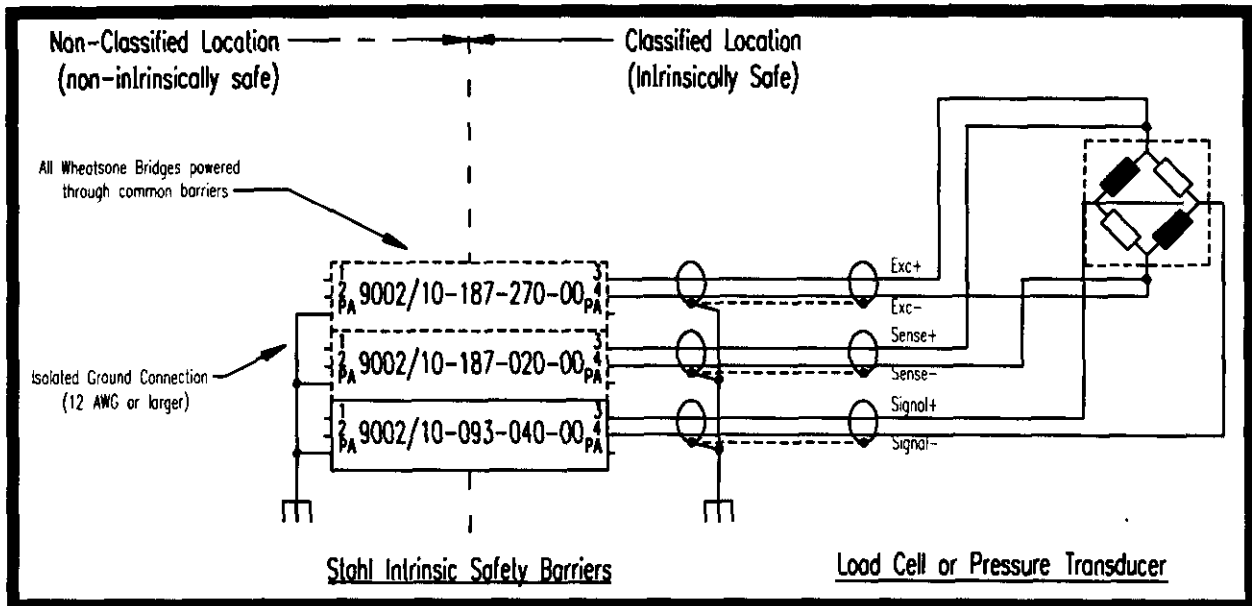 Non-Classified Location
(non-intrinsically safe)
Classified Location
(Intrinsically Safe)
All Wheatsone Bridges powered
through common barriers
1
2
PA
9002/10-187-270-00
3
4
PA
Exc+
Exc-
1
2
PA
9002/10-187-020-00
3
4
PA
Sense+
Sense-
Isolated Ground Connection
(12 AWG or larger)
1
2
PA
9002/10-093-040-00
3
4
PA
Signal+
Signal-
Stahl Intrinsic Safety Barriers
Load Cell or Pressure Transducer